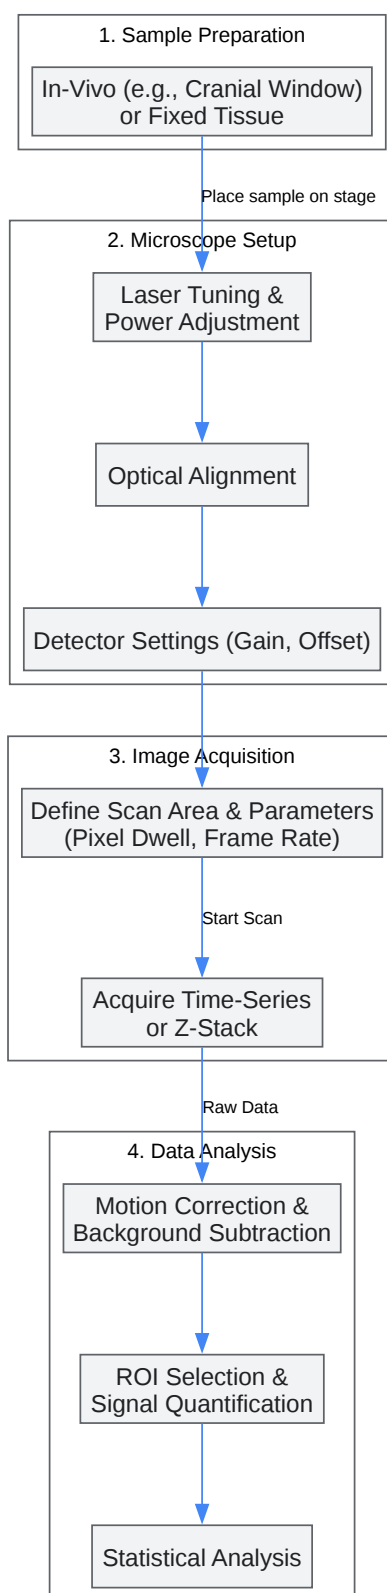 1. Sample Preparation
In-Vivo (e.g., Cranial Window)
or Fixed Tissue
Place sample on stage
2. Microscope Setup
Laser Tuning &
Power Adjustment
Optical Alignment
Detector Settings (Gain, Offset)
3. Image Acquisition
Define Scan Area & Parameters
(Pixel Dwell, Frame Rate)
Start Scan
Acquire Time-Series
or Z-Stack
Raw Data
4. Data Analysis
Motion Correction &
Background Subtraction
ROI Selection &
Signal Quantification
Statistical Analysis